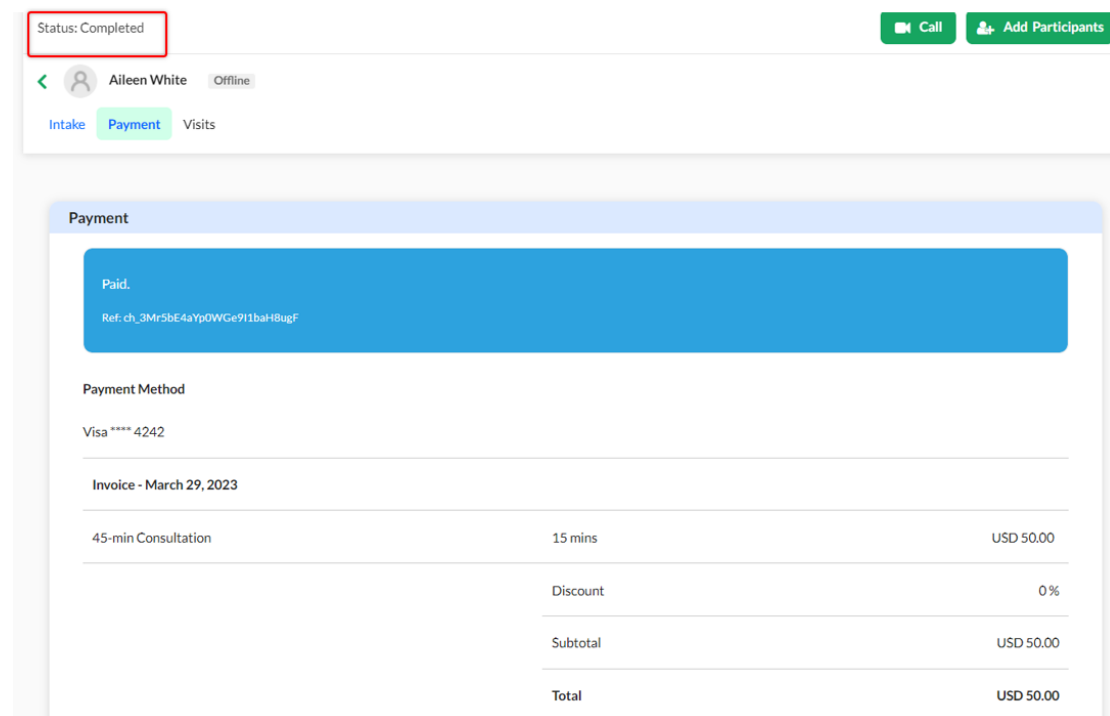 Status: Completed
Call
Add Participants
Aileen White
Offline
Intake
Payment
Visits
Payment
Paid.
Ref: ch_3Mr5bE4aYp0WGe9I1baH8ugF
Payment Method
Visa **** 4242
Invoice - March 29, 2023
45-min Consultation 15 mins USD 50.00
Discount 0 %
Subtotal USD 50.00
Total USD 50.00